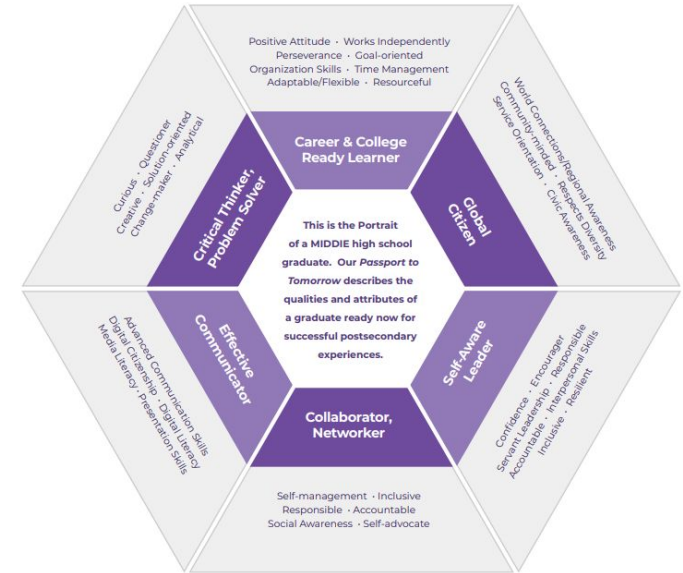 Positive Attitude · Works Independently
Perseverance · Goal-oriented
Organization Skills · Time Management
Adaptable/Flexible · Resourceful
Career & College
Ready Learner
World Connections/Regional Awareness
Community-minded · Respects Diversity
Service Orientation · Civic Awareness
Global
Citizen
Confidence · Encourager
Servant Leadership · Responsible
Accountable · Interpersonal Skills
Inclusive · Resilient
Self-Aware
Leader
Collaborator,
Networker
Self-management · Inclusive
Responsible · Accountable
Social Awareness · Self-advocate
Effective
Communicator
Advanced Communication Skills
Digital Citizenship · Digital Literacy
Media Literacy · Presentation Skills
Critical Thinker,
Problem Solver
Curious · Questioner
Creative · Solution-oriented
Change-maker · Analytical
This is the Portrait
of a MIDDIE high school
graduate. Our Passport to
Tomorrow describes the
qualities and attributes of
a graduate ready now for
successful postsecondary
experiences.